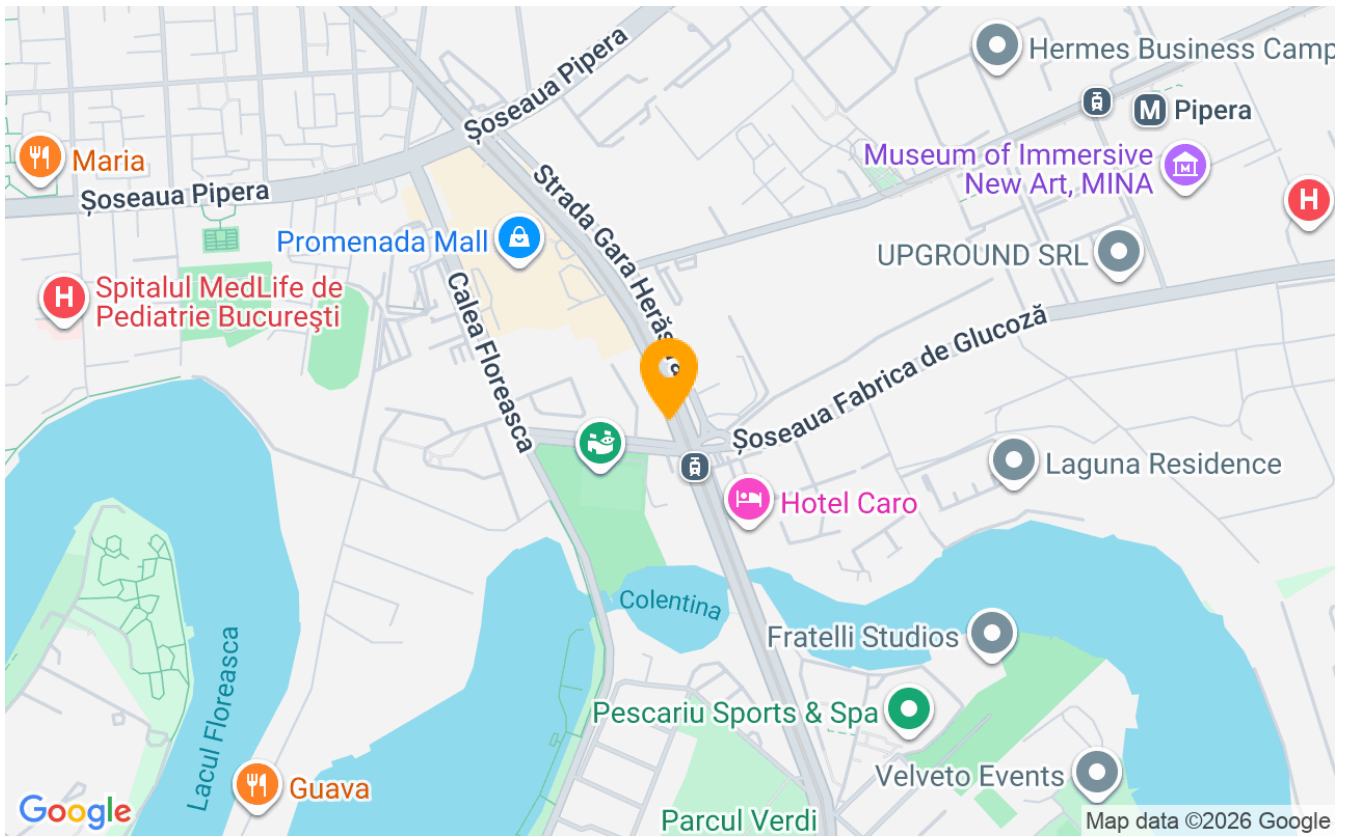 Hermes Business Camp
Șoseaua Pipera
Pipera
Maria
Museum of Immersive
New Art, MINA
Șoseaua Pipera
Strada Gara Herăs
H
Promenada Mall
UPGROUND SRL
Spitalul MedLife de
Pediatrie Bucureşti
H
Calea Floreasca
Șoseaua Fabrica de Glucoză
Laguna Residence
Hotel Caro
Colentina
Fratelli Studios
Lacul Floreasca
Pescariu Sports & Spa
Velveto Events
Guava
Parcul Verdi
Google
Map data ©2026 Google